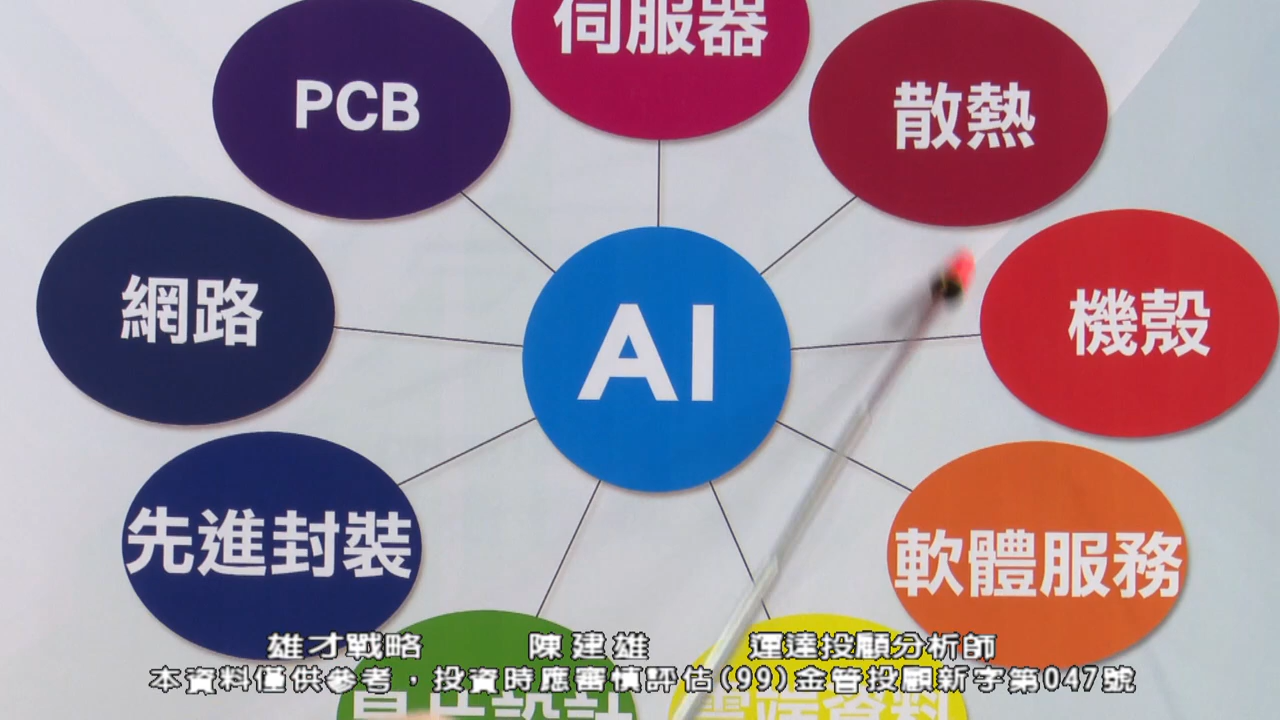 伺服器
PCB
散熱
網路
AI
機殼
先進封裝
軟體服務
雄才戰略 陳建雄 運達投顧分析師
本資料僅供參考，投資時應審慎評估(99)金管投顧新字第047號